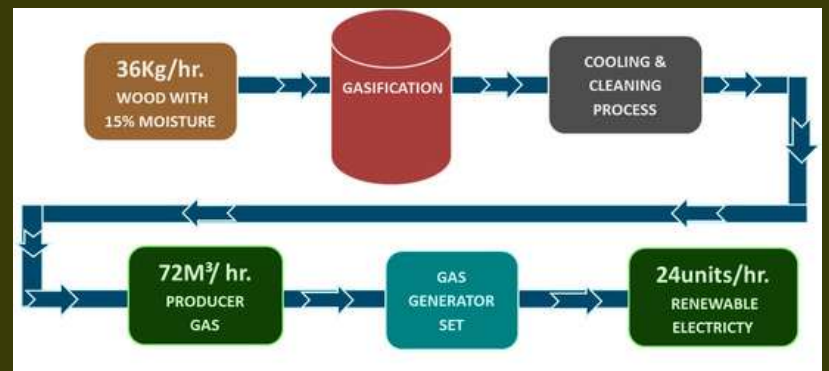 36Kg/hr.
WOOD WITH
15% MOISTURE
GASIFICATION
COOLING &
CLEANING
PROCESS
72M³/ hr.
PRODUCER
GAS
GAS
GENERATOR
SET
24units/hr.
RENEWABLE
ELECTRICTY